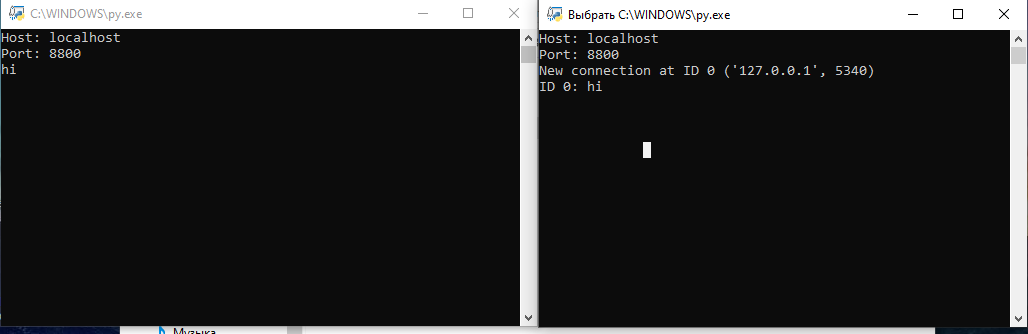 C:\WINDOWS\py.exe
Host: localhost
Port: 8800
hi
Выбрать C:\WINDOWS\py.exe
Host: localhost
Port: 8800
New connection at ID 0 ('127.0.0.1', 5340)
ID 0: hi
Музыка